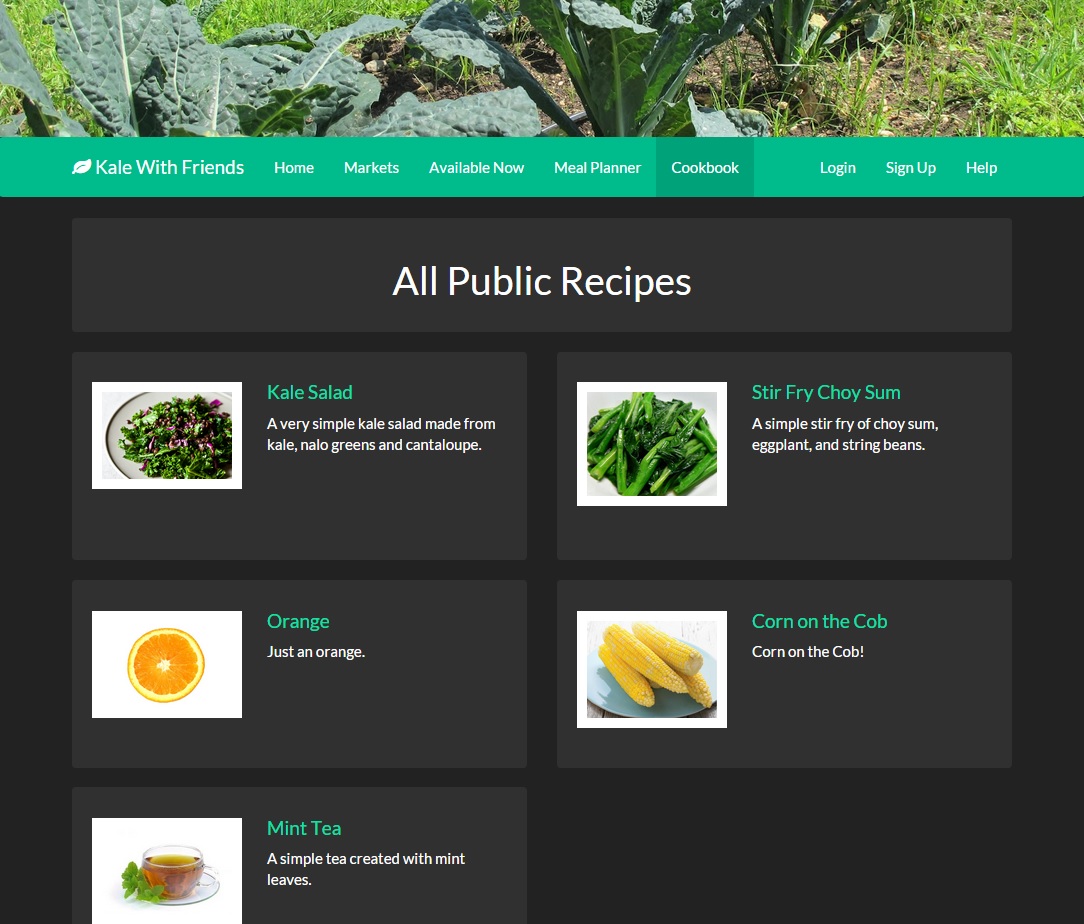 Kale With Friends Home Markets Available Now Meal Planner Cookbook Login Sign Up Help
All Public Recipes
Kale Salad
A very simple kale salad made from
kale, nalo greens and cantaloupe.
Stir Fry Choy Sum
A simple stir fry of choy sum,
eggplant, and string beans.
Orange
Just an orange.
Corn on the Cob
Corn on the Cob!
Mint Tea
A simple tea created with mint
leaves.